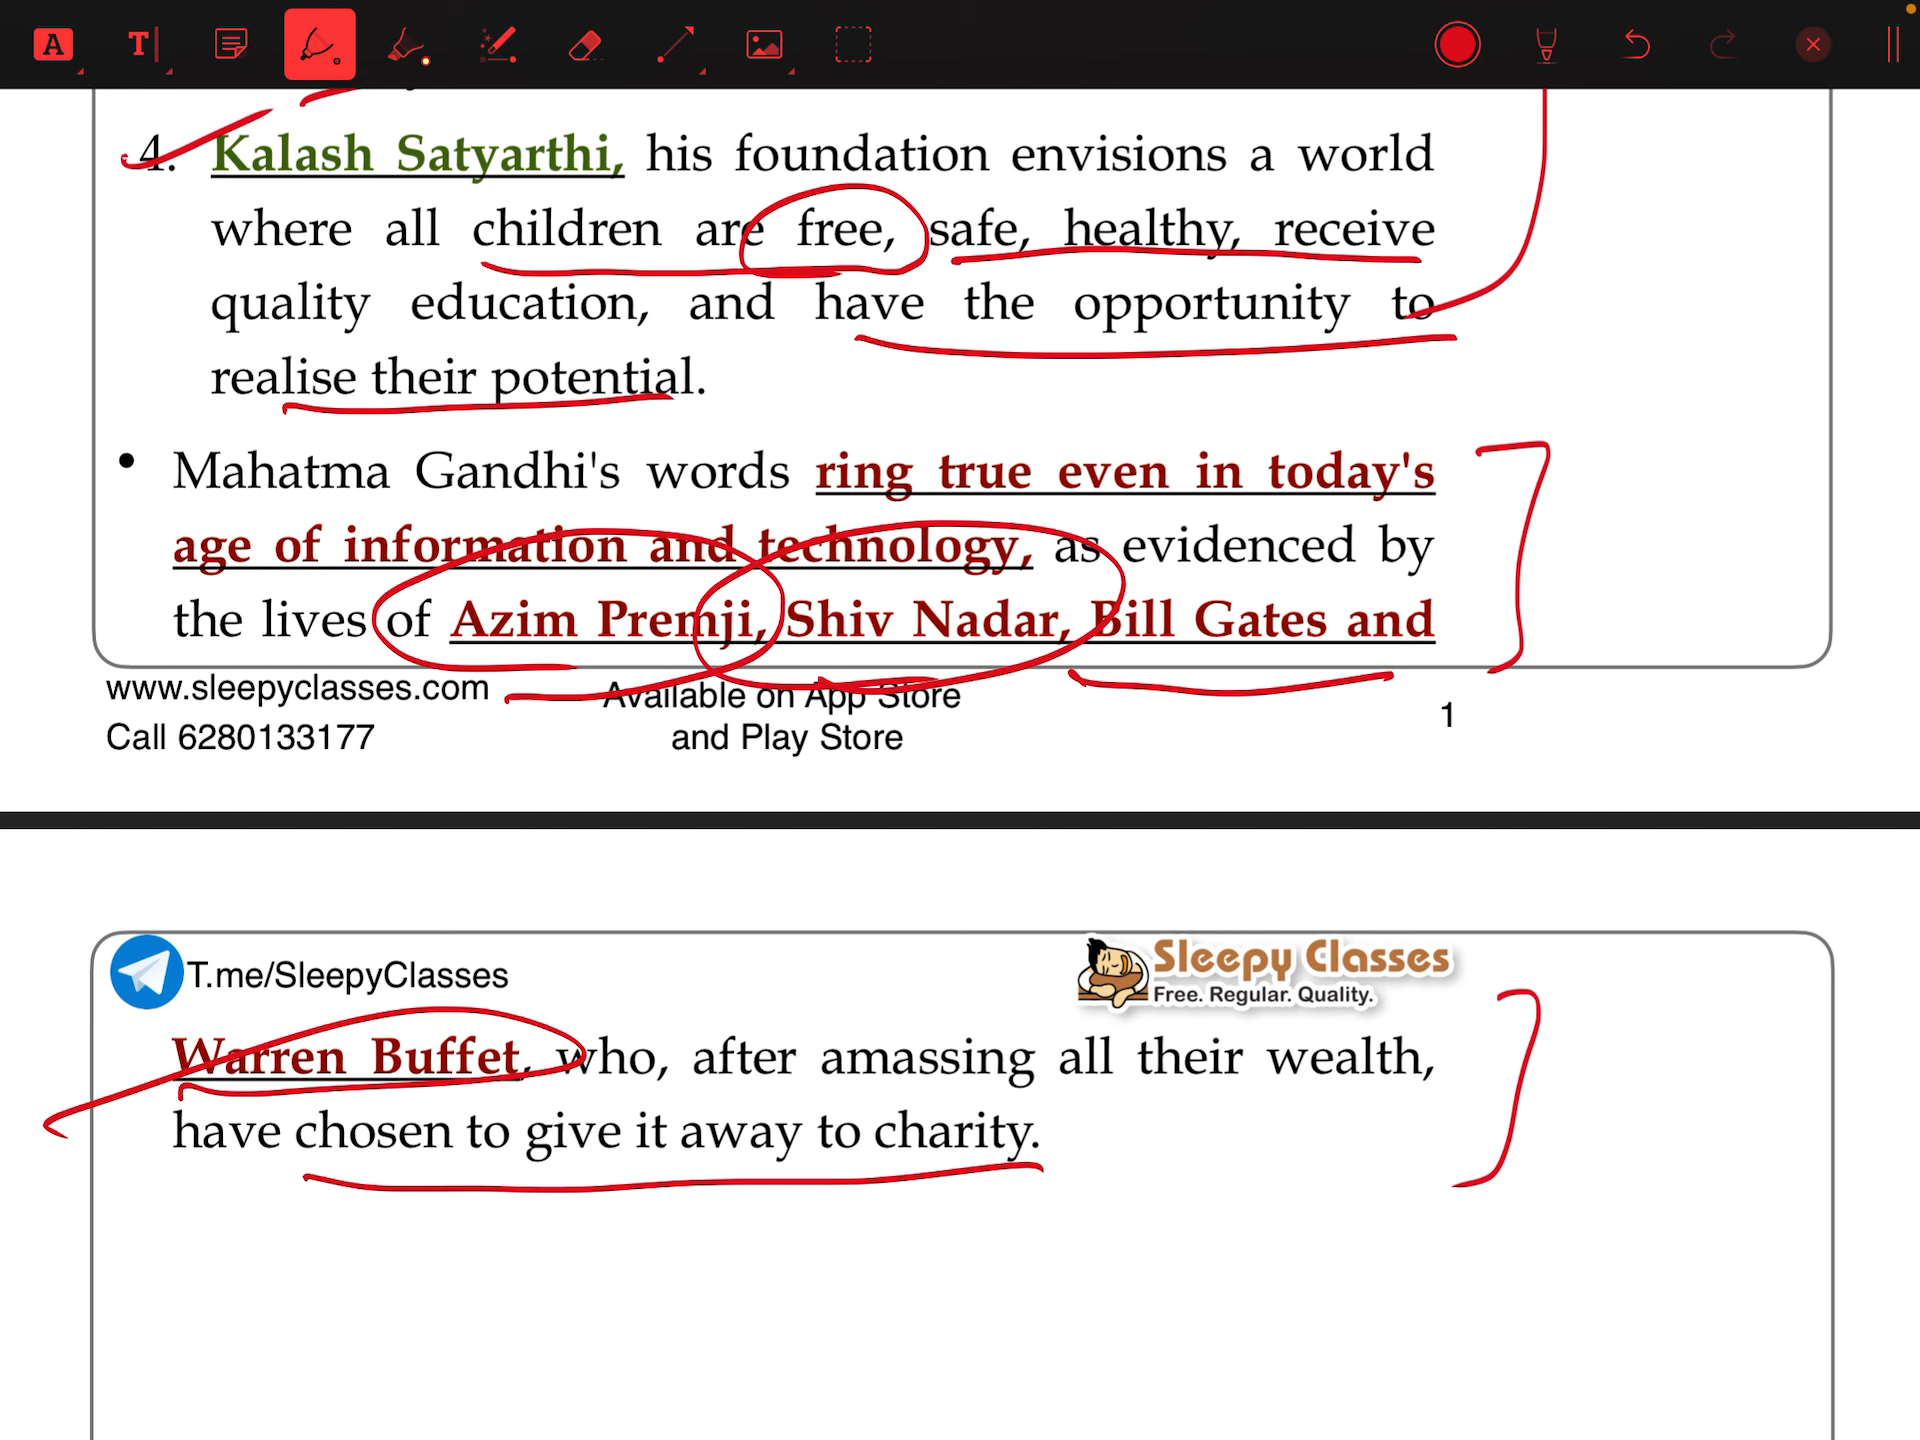 4. Kalash Satyarthi, his foundation envisions a world
where all children are free, safe, healthy, receive
quality education, and have the opportunity to
realise their potential.
• Mahatma Gandhi's words ring true even in today's
age of information and technology, as evidenced by
the lives of Azim Premji, Shiv Nadar, Bill Gates and
www.sleepyclasses.com
Call 6280133177
Available on App Store
and Play Store
1
T.me/SleepyClasses
Sleepy Classes
Free. Regular. Quality.
Warren Buffet, who, after amassing all their wealth,
have chosen to give it away to charity.